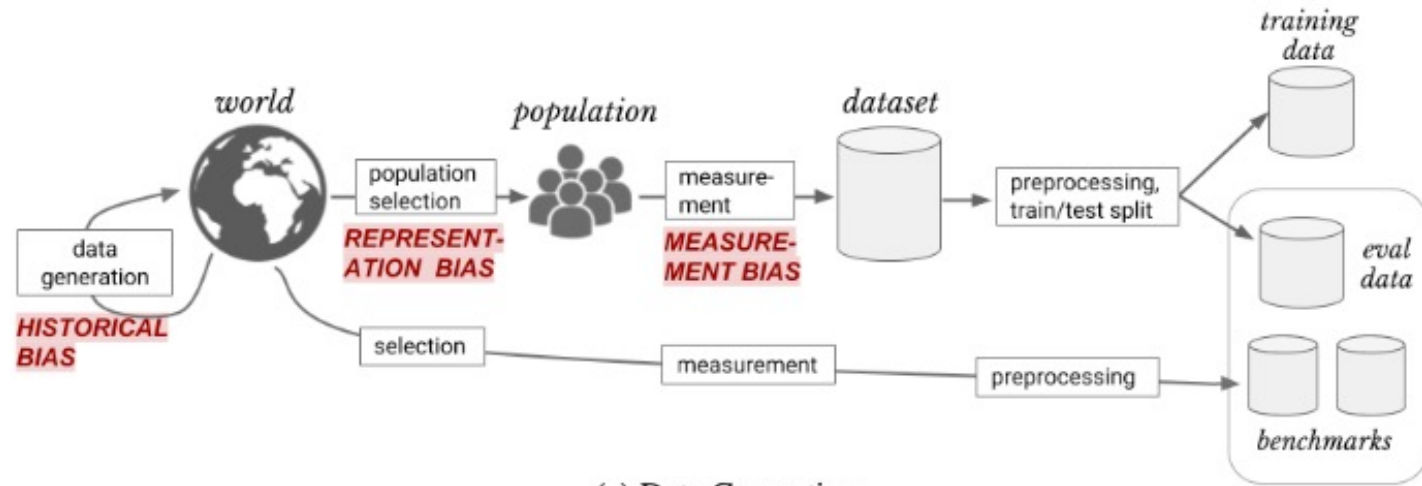 training
data
world
population
dataset
population
selection
measure-
ment
preprocessing,
train/test split
REPRESENT-
ATION BIAS
MEASURE-
MENT BIAS
data
generation
eval
data
HISTORICAL
BIAS
selection
measurement
preprocessing
benchmarks